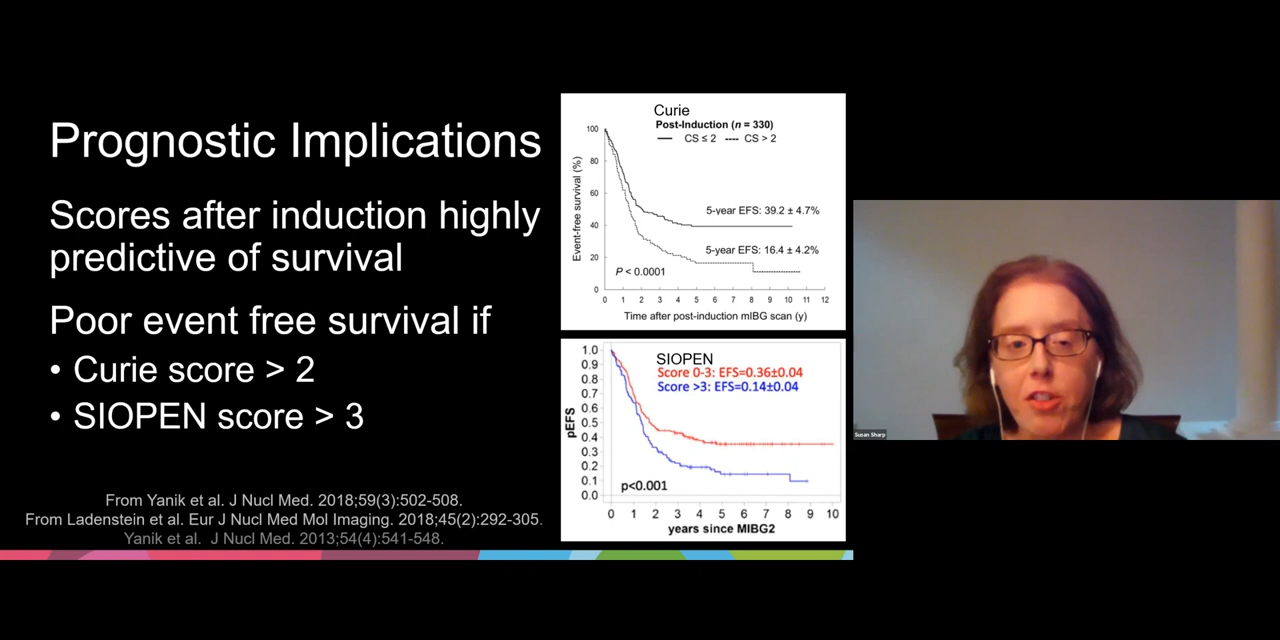 Prognostic Implications
Scores after induction highly
predictive of survival
Poor event free survival if
• Curie score > 2
• SIOPEN score > 3
From Yanik et al. J Nucl Med. 2018;59(3):502-508.
From Ladenstein et al. Eur J Nucl Med Mol Imaging. 2018;45(2):292-305.
Yanik et al. J Nucl Med. 2013;54(4):541-548.
Curie
Post-Induction (n = 330)
CS ≤ 2 CS > 2
Event-free survival (%)
100
80
60
40
20
0
5-year EFS: 39.2 ± 4.7%
5-year EFS: 16.4 ± 4.2%
P < 0.0001
0 1 2 3 4 5 6 7 8 9 10 11 12
Time after post-induction mIBG scan (y)
SIOPEN
Score 0-3: EFS=0.36±0.04
Score >3: EFS=0.14±0.04
pEFS
1.0
0.9
0.8
0.7
0.6
0.5
0.4
0.3
0.2
0.1
0.0
p<0.001
0 1 2 3 4 5 6 7 8 9 10
years since MIBG2
Susan Sharp